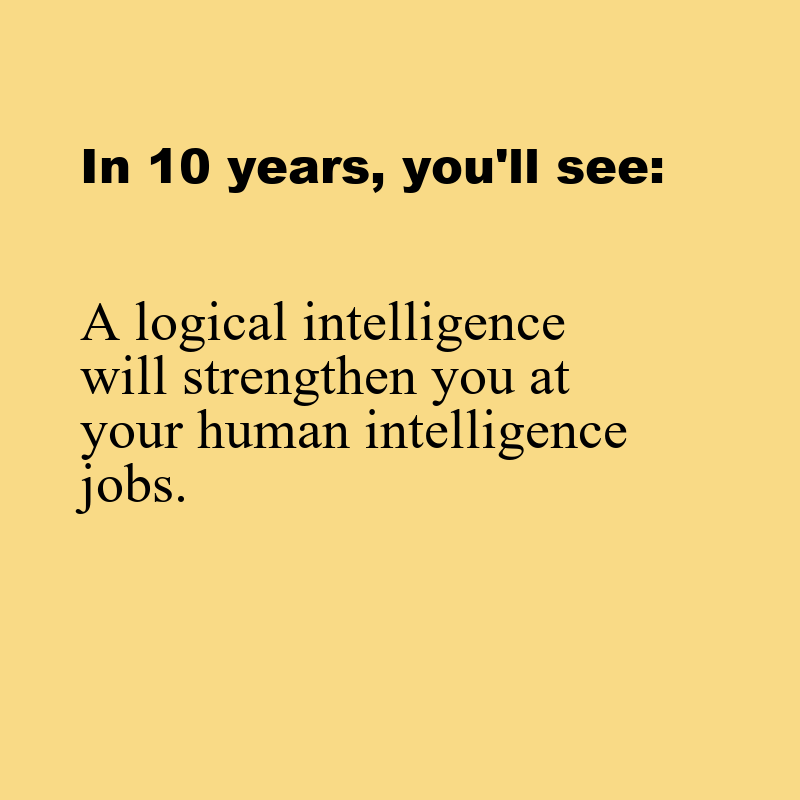 In 10 years, you'll see:
A logical intelligence
will strengthen you at
your human intelligence
jobs.